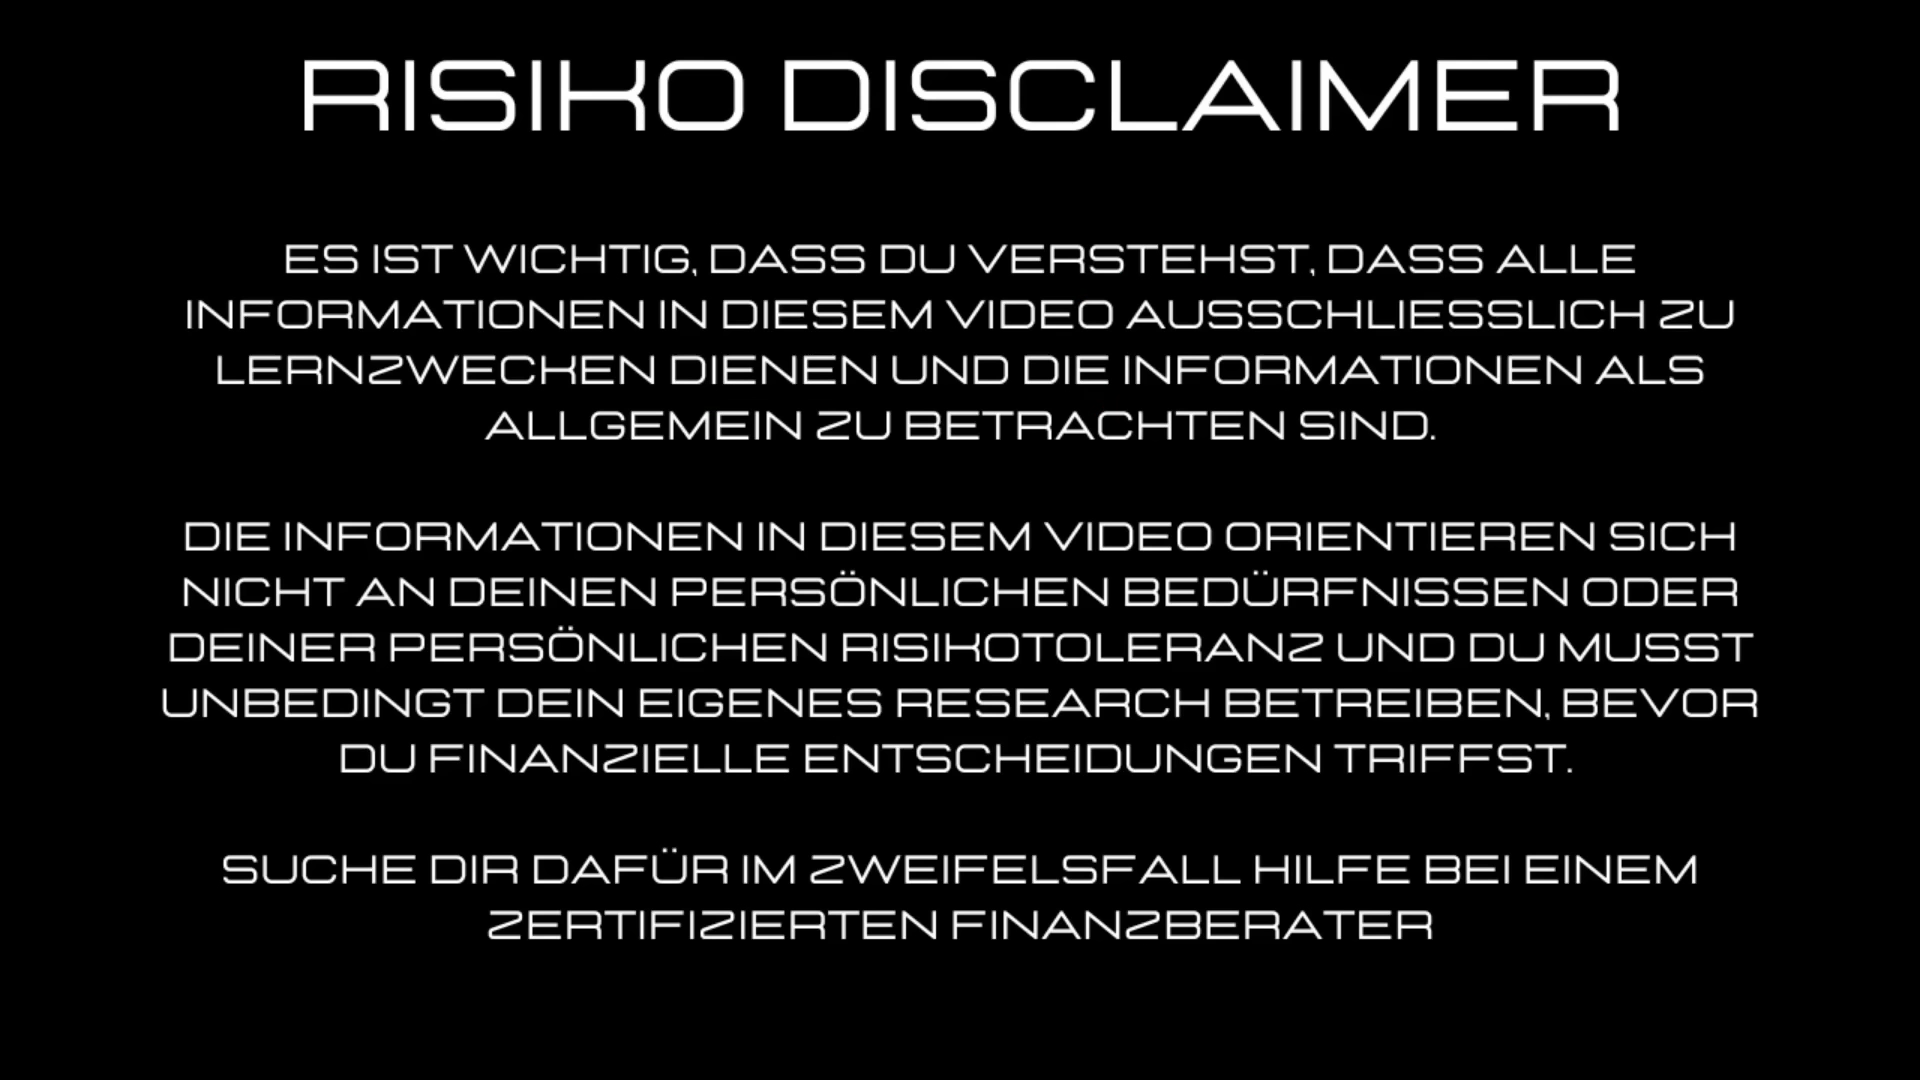 RISIKO DISCLAIMER
ES IST WICHTIG, DASS DU VERSTEHST, DASS ALLE
INFORMATIONEN IN DIESEM VIDEO AUSSCHLIESSLICH ZU
LERNZWECKEN DIENEN UND DIE INFORMATIONEN ALS
ALLGEMEIN ZU BETRACHTEN SIND.
DIE INFORMATIONEN IN DIESEM VIDEO ORIENTIEREN SICH
NICHT AN DEINEN PERSÖNLICHEN BEDÜRFNISSEN ODER
DEINER PERSÖNLICHEN RISIKOTOLERANZ UND DU MUSST
UNBEDINGT DEIN EIGENES RESEARCH BETREIBEN, BEVOR
DU FINANZIELLE ENTSCHEIDUNGEN TRIFFST.
SUCHE DIR DAFÜR IM ZWEIFELSFALL HILFE BEI EINEM
ZERTIFIZIERTEN FINANZBERATER